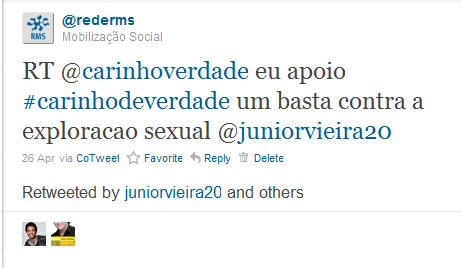 @rederms
RMS
Mobilização Social
RT @carinhoverdade eu apoio
#carinhodeverdade um basta contra a
exploracao sexual @juniorvieira20
26 Apr via CoTweet Favorite Reply Delete
Retweeted by juniorvieira20 and others